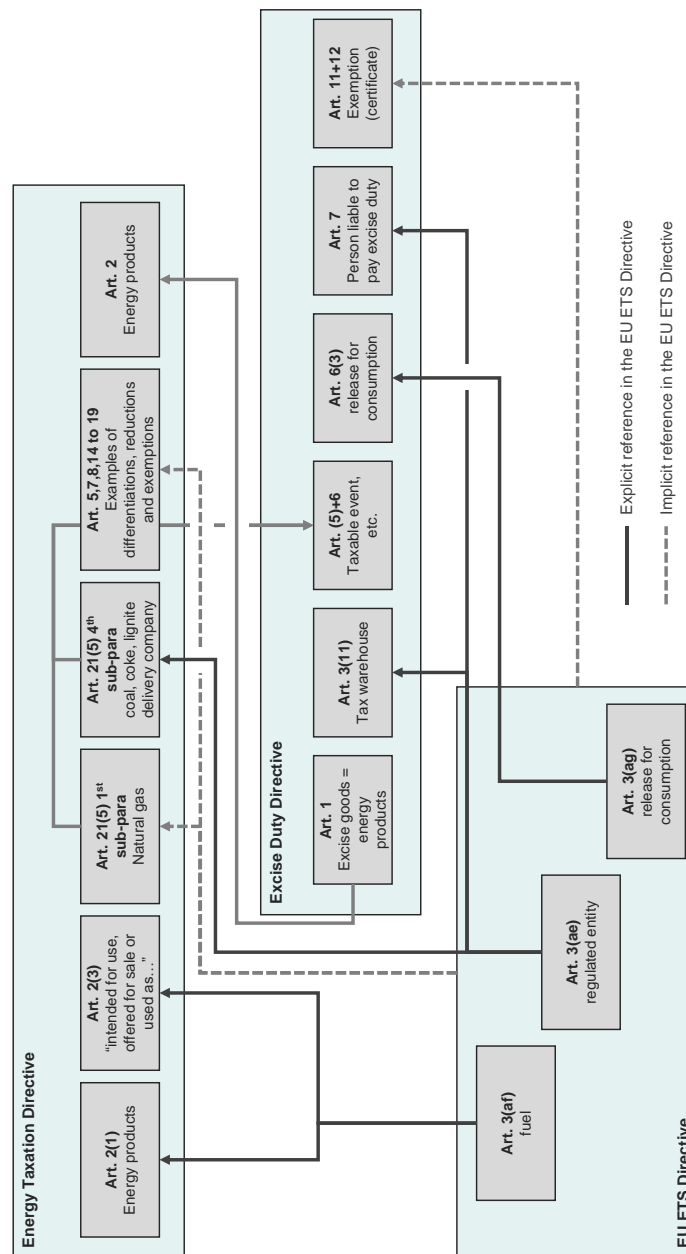 Energy Taxation Directive
Art. 2(1)
Energy products
Art. 2(3)
“intended for use,
offered for sale or
used as…”
Art. 21(5) 1st
sub-para
Natural gas
Art. 21(5) 4th
sub-para
coal, coke, lignite
delivery company
Art. 5,7,8,14 to 19
Examples of
differentiations, reductions
and exemptions
Art. 2
Energy products
Excise Duty Directive
Art. 1
Excise goods =
energy
products
Art. 3(11)
Tax warehouse
Art. (5)+6
Taxable event,
etc.
Art. 6(3)
release for
consumption
Art. 7
Person liable to
pay excise duty
Art. 11+12
Exemption
(certificate)
Art. 3(af)
fuel
Art. 3(ae)
regulated entity
Art. 3(ag)
release for
consumption
EU ETS Directive
Explicit reference in the EU ETS Directive
Implicit reference in the EU ETS Directive